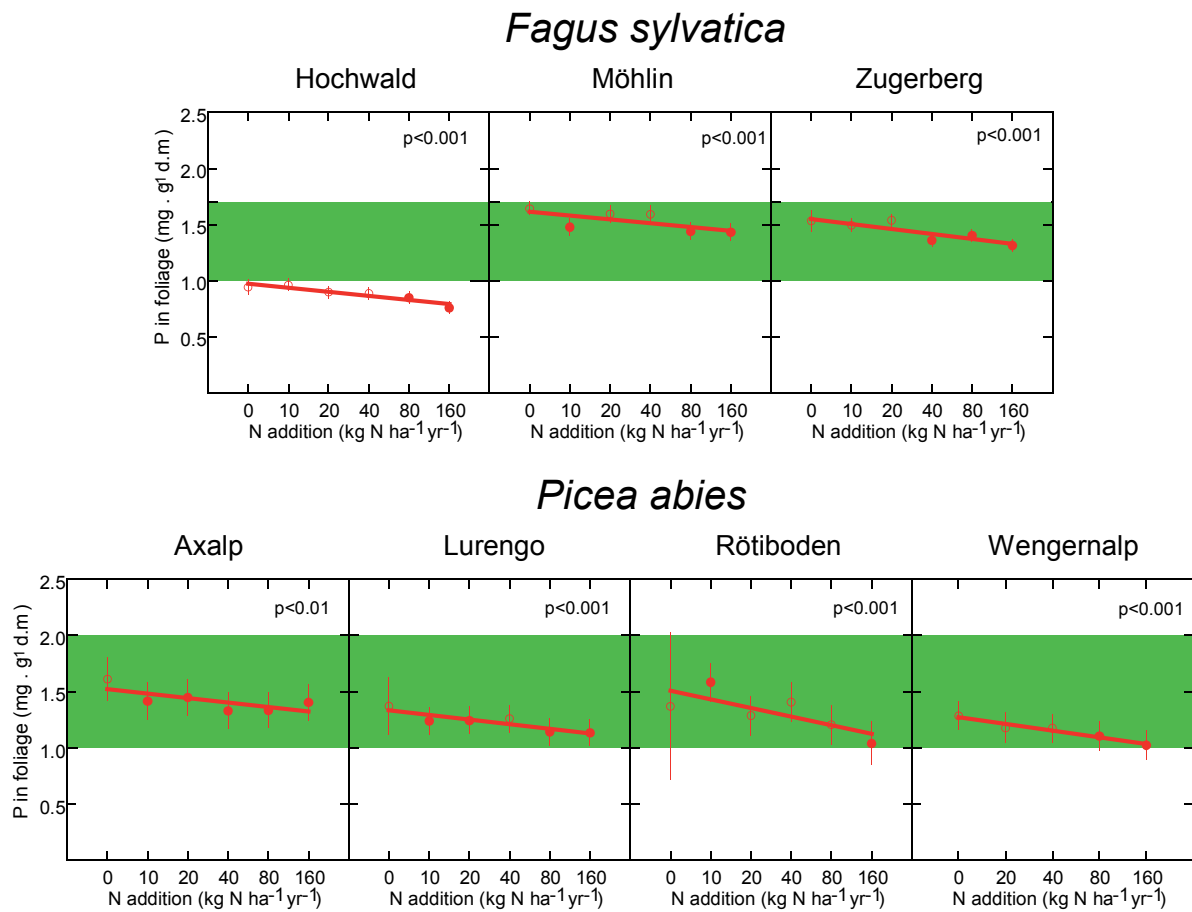 Fagus sylvatica
Hochwald Möhlin Zugerberg
P in foliage (mg . g¹ d.m)
2.5
2.0
1.5
1.0
0.5
p<0.001 p<0.001 p<0.001
0 10 20 40 80 160 0 10 20 40 80 160 0 10 20 40 80 160
N addition (kg N ha⁻¹ yr⁻¹) N addition (kg N ha⁻¹ yr⁻¹) N addition (kg N ha⁻¹ yr⁻¹)
Picea abies
Axalp Lurengo Rötiboden Wengernalp
P in foliage (mg . g¹ d.m)
2.5
2.0
1.5
1.0
0.5
p<0.01 p<0.001 p<0.001 p<0.001
0 10 20 40 80 160 0 10 20 40 80 160 0 10 20 40 80 160 0 20 40 80 160
N addition (kg N ha⁻¹ yr⁻¹) N addition (kg N ha⁻¹ yr⁻¹) N addition (kg N ha⁻¹ yr⁻¹) N addition (kg N ha⁻¹ yr⁻¹)